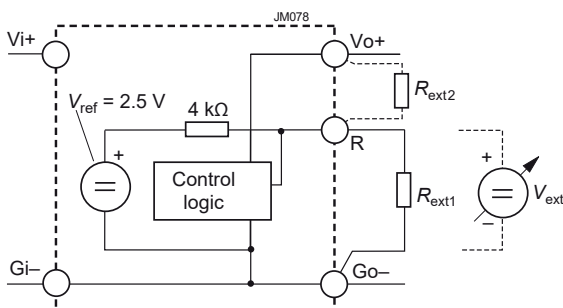 JM078
Vi+
Vo+
Rext2
Vref = 2.5 V
4 kΩ
+
R
Control
logic
Rext1
+
–
Vext
Gi–
Go–